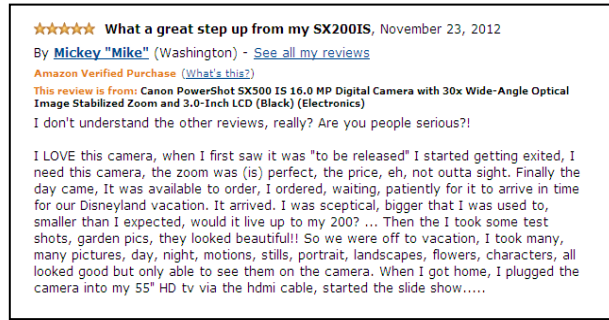 What a great step up from my SX200IS, November 23, 2012
By Mickey "Mike" (Washington) - See all my reviews
Amazon Verified Purchase (What's this?)
This review is from: Canon PowerShot SX500 IS 16.0 MP Digital Camera with 30x Wide-Angle Optical
Image Stabilized Zoom and 3.0-Inch LCD (Black) (Electronics)
I don't understand the other reviews, really? Are you people serious?!
I LOVE this camera, when I first saw it was "to be released" I started getting exited, I
need this camera, the zoom was (is) perfect, the price, eh, not outta sight. Finally the
day came, It was available to order, I ordered, waiting, patiently for it to arrive in time
for our Disneyland vacation. It arrived. I was sceptical, bigger that I was used to,
smaller than I expected, would it live up to my 200? ... Then the I took some test
shots, garden pics, they looked beautiful!! So we were off to vacation, I took many,
many pictures, day, night, motions, stills, portrait, landscapes, flowers, characters, all
looked good but only able to see them on the camera. When I got home, I plugged the
camera into my 55" HD tv via the hdmi cable, started the slide show.....